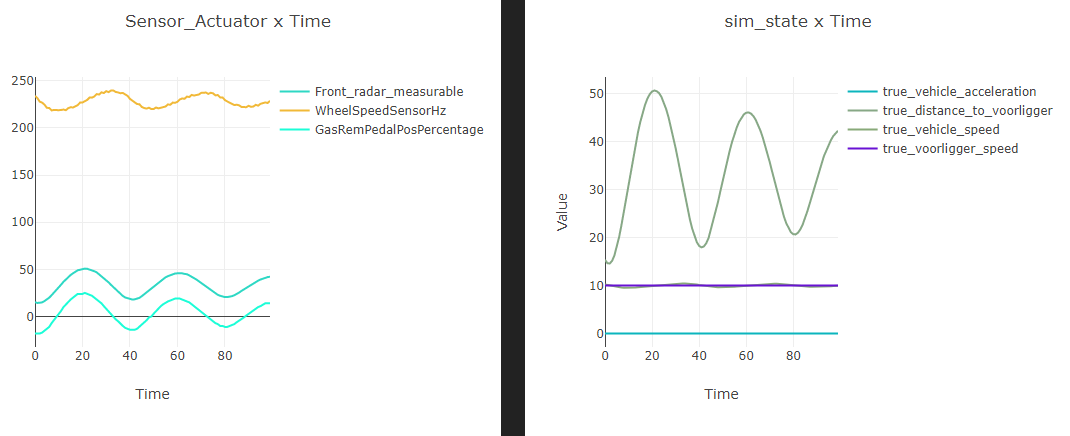 Sensor_Actuator x Time
250
200
150
100
50
0
0 20 40 60 80
Time
Front_radar_measurable
WheelSpeedSensorHz
GasRemPedalPosPercentage
sim_state x Time
Value
50
40
30
20
10
0
0 20 40 60 80
Time
true_vehicle_acceleration
true_distance_to_voorligger
true_vehicle_speed
true_voorligger_speed